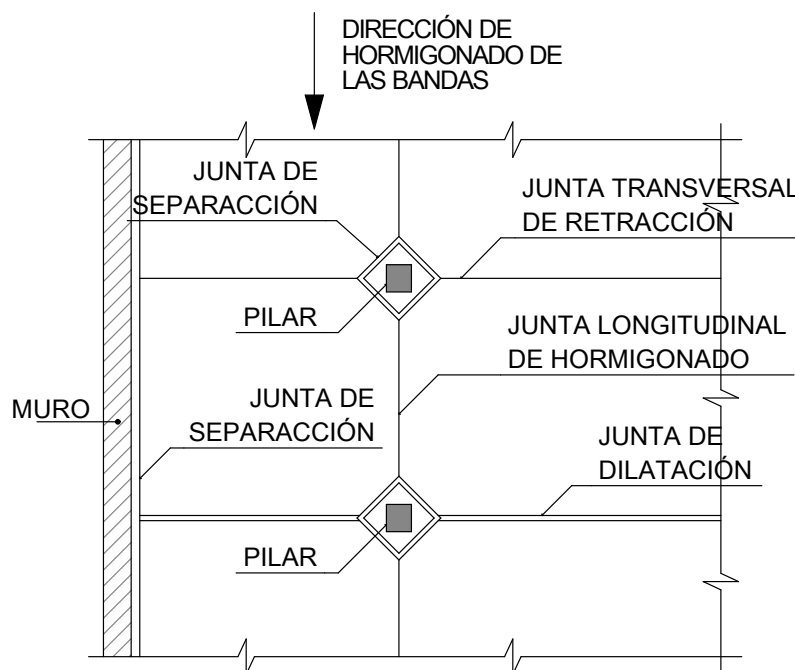 DIRECCIÓN DE
HORMIGONADO DE
LAS BANDAS
JUNTA DE
SEPARACCIÓN
JUNTA TRANSVERSAL
DE RETRACCIÓN
PILAR
JUNTA LONGITUDINAL
DE HORMIGONADO
MURO
JUNTA DE
SEPARACCIÓN
JUNTA DE
DILATACIÓN
PILAR